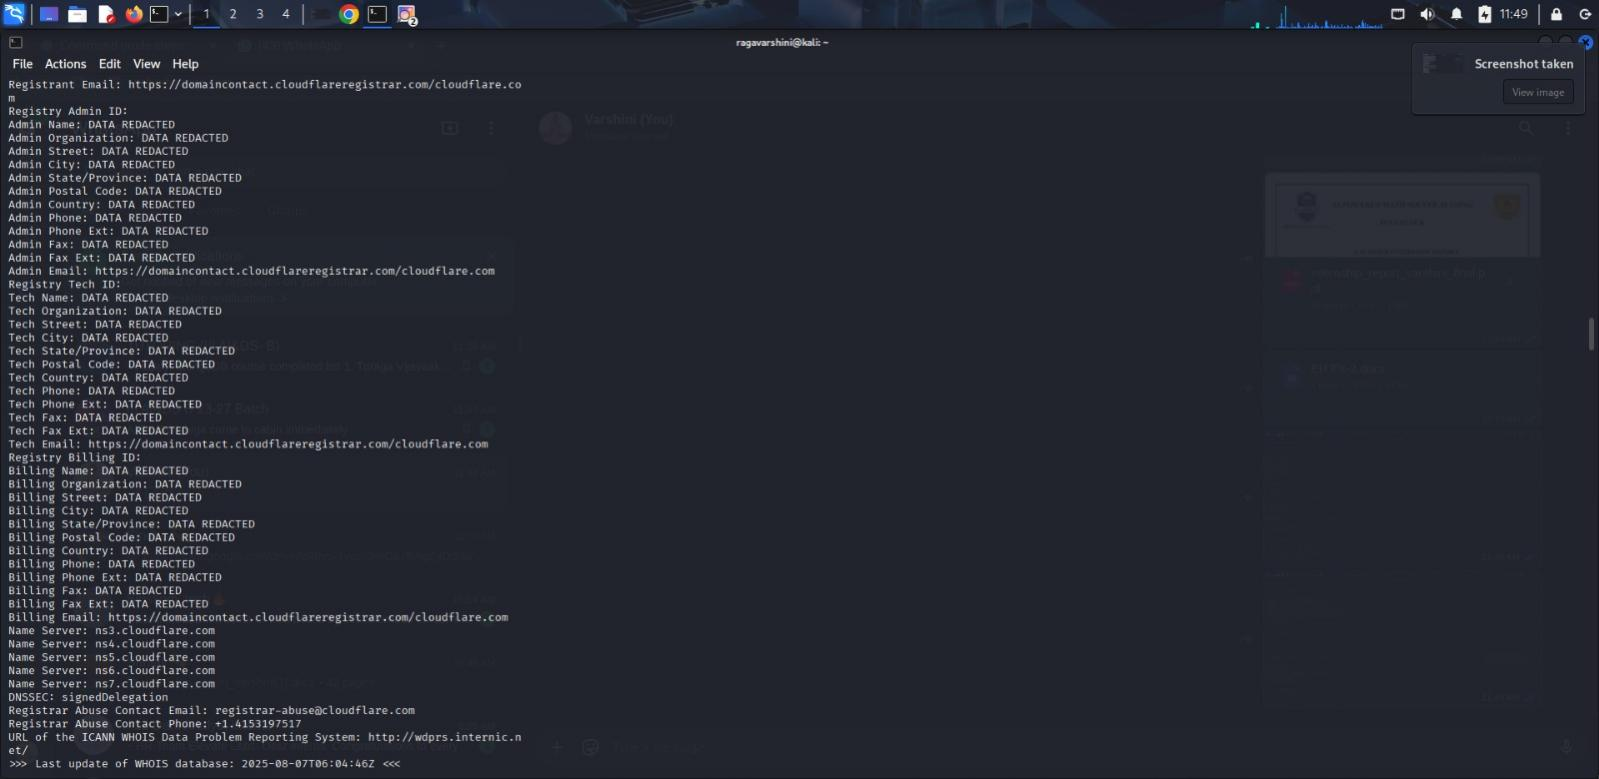 1 2 3 4
2
11:49
ragavarshini@kali: ~
File Actions Edit View Help
Screenshot taken
View image
Registrant Email: https://domaincontact.cloudflareregistrar.com/cloudflare.co
m
Registry Admin ID:
Admin Name: DATA REDACTED
Admin Organization: DATA REDACTED
Admin Street: DATA REDACTED
Admin City: DATA REDACTED
Admin State/Province: DATA REDACTED
Admin Postal Code: DATA REDACTED
Admin Country: DATA REDACTED
Admin Phone: DATA REDACTED
Admin Phone Ext: DATA REDACTED
Admin Fax: DATA REDACTED
Admin Fax Ext: DATA REDACTED
Admin Email: https://domaincontact.cloudflareregistrar.com/cloudflare.com
Registry Tech ID:
Tech Name: DATA REDACTED
Tech Organization: DATA REDACTED
Tech Street: DATA REDACTED
Tech City: DATA REDACTED
Tech State/Province: DATA REDACTED
Tech Postal Code: DATA REDACTED
Tech Country: DATA REDACTED
Tech Phone: DATA REDACTED
Tech Phone Ext: DATA REDACTED
Tech Fax: DATA REDACTED
Tech Fax Ext: DATA REDACTED
Tech Email: https://domaincontact.cloudflareregistrar.com/cloudflare.com
Registry Billing ID:
Billing Name: DATA REDACTED
Billing Organization: DATA REDACTED
Billing Street: DATA REDACTED
Billing City: DATA REDACTED
Billing State/Province: DATA REDACTED
Billing Postal Code: DATA REDACTED
Billing Country: DATA REDACTED
Billing Phone: DATA REDACTED
Billing Phone Ext: DATA REDACTED
Billing Fax: DATA REDACTED
Billing Fax Ext: DATA REDACTED
Billing Email: https://domaincontact.cloudflareregistrar.com/cloudflare.com
Name Server: ns3.cloudflare.com
Name Server: ns4.cloudflare.com
Name Server: ns5.cloudflare.com
Name Server: ns6.cloudflare.com
Name Server: ns7.cloudflare.com
DNSSEC: signedDelegation
Registrar Abuse Contact Email: registrar-abuse@cloudflare.com
Registrar Abuse Contact Phone: +1.4153197517
URL of the ICANN WHOIS Data Problem Reporting System: http://wdprs.internic.n
et/
>>> Last update of WHOIS database: 2025-08-07T06:04:46Z <<<
Varshini (You)